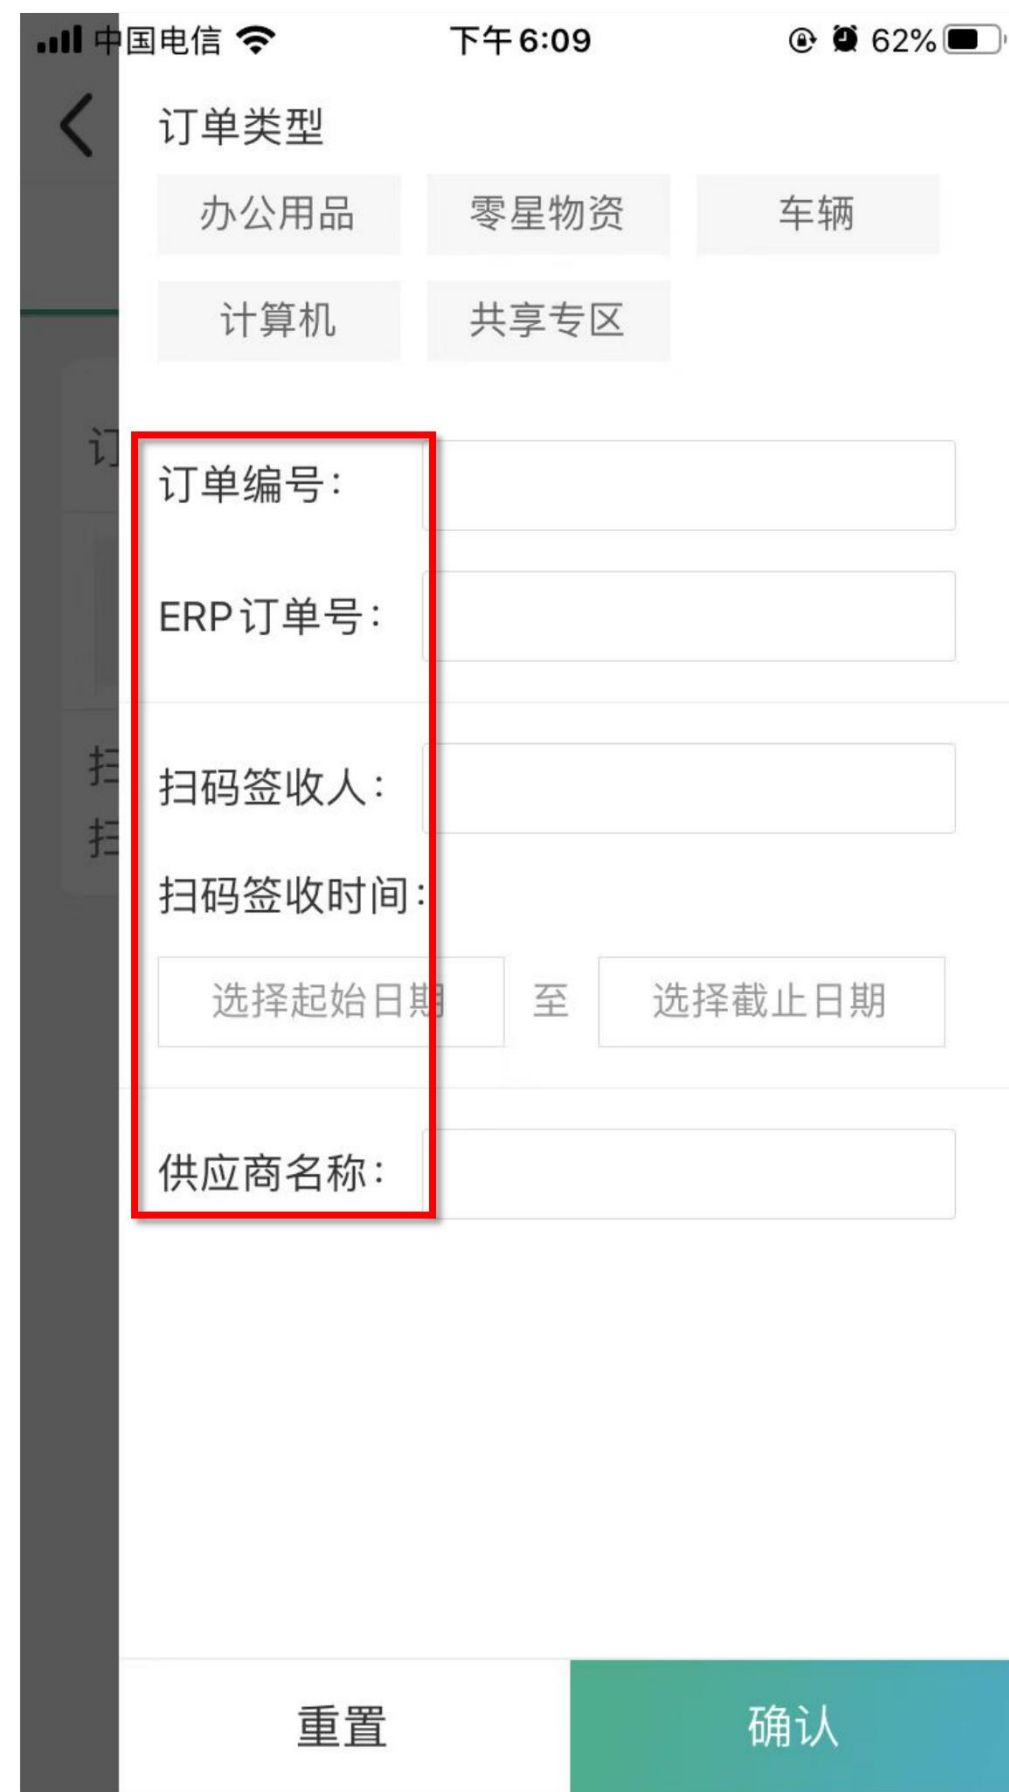 中国电信 下午6:09 62%
订单类型
办公用品 零星物资 车辆
计算机 共享专区
订
订单编号：
ERP订单号：
扫
扫码签收人：
扫
扫码签收时间：
选择起始日期 至 选择截止日期
供应商名称：
重置 确认